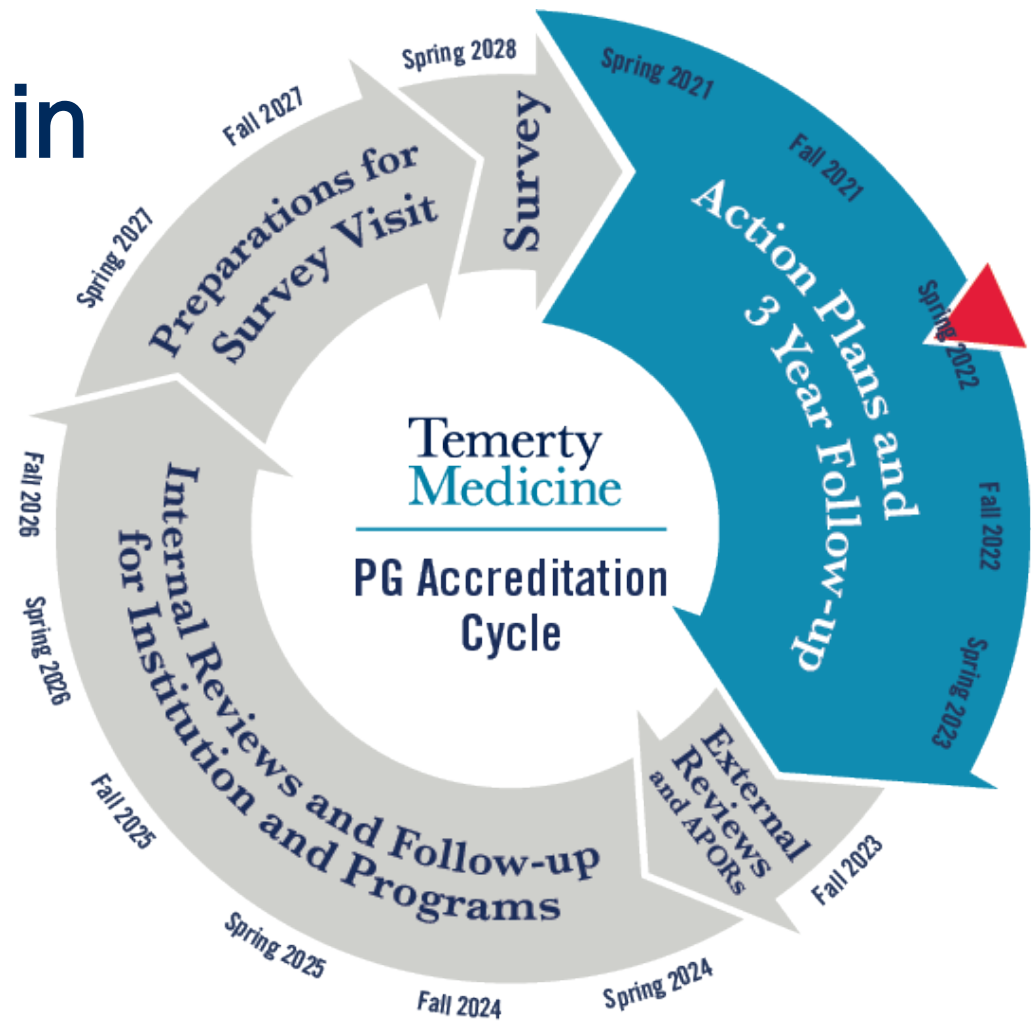 in
Spring 2028
Survey
Spring 2021
Fall 2021
Spring 2022
Fall 2022
Spring 2023
Action Plans and
3 Year Follow-up
Fall 2023
External
Reviews
and APORs
Spring 2024
Fall 2024
Spring 2025
Fall 2025
Spring 2026
Fall 2026
Internal Reviews and Follow-up
for Institution and Programs
Spring 2027
Fall 2027
Preparations for
Survey Visit
Temerty
Medicine
PG Accreditation
Cycle